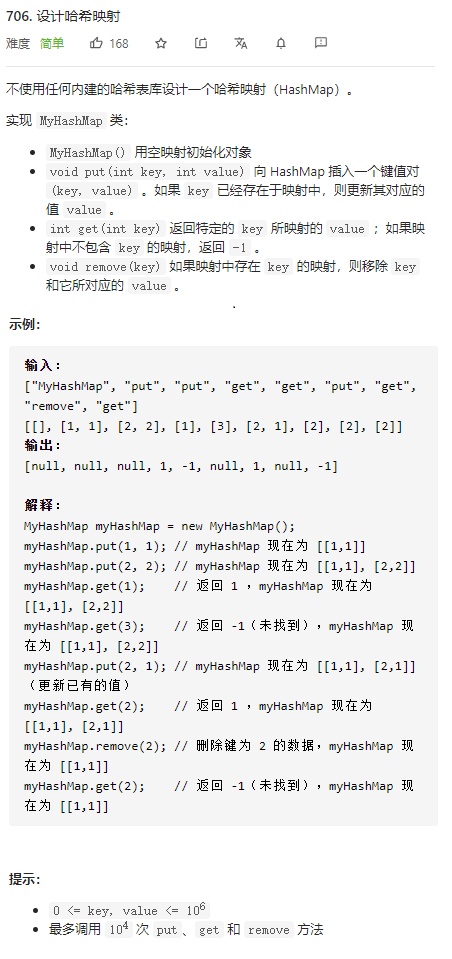 706. 设计哈希映射
难度 简单 168
不使用任何内建的哈希表库设计一个哈希映射（HashMap）。
实现 MyHashMap 类：
• MyHashMap() 用空映射初始化对象
• void put(int key, int value) 向 HashMap 插入一个键值对
(key, value) 。如果 key 已经存在于映射中，则更新其对应的
值 value 。
• int get(int key) 返回特定的 key 所映射的 value ；如果映
射中不包含 key 的映射，返回 -1 。
• void remove(key) 如果映射中存在 key 的映射，则移除 key
和它所对应的 value 。
示例：
输入：
["MyHashMap", "put", "put", "get", "get", "put", "get",
"remove", "get"]
[[], [1, 1], [2, 2], [1], [3], [2, 1], [2], [2], [2]]
输出：
[null, null, null, 1, -1, null, 1, null, -1]
解释：
MyHashMap myHashMap = new MyHashMap();
myHashMap.put(1, 1); // myHashMap 现在为 [[1,1]]
myHashMap.put(2, 2); // myHashMap 现在为 [[1,1], [2,2]]
myHashMap.get(1);    // 返回 1 ，myHashMap 现在为
[[1,1], [2,2]]
myHashMap.get(3);    // 返回 -1（未找到），myHashMap 现
在为 [[1,1], [2,2]]
myHashMap.put(2, 1); // myHashMap 现在为 [[1,1], [2,1]]
（更新已有的值）
myHashMap.get(2);    // 返回 1 ，myHashMap 现在为
[[1,1], [2,1]]
myHashMap.remove(2); // 删除键为 2 的数据，myHashMap 现
在为 [[1,1]]
myHashMap.get(2);    // 返回 -1（未找到），myHashMap 现
在为 [[1,1]]
提示：
• 0 <= key, value <= 10⁶
• 最多调用 10⁴ 次 put 、get 和 remove 方法